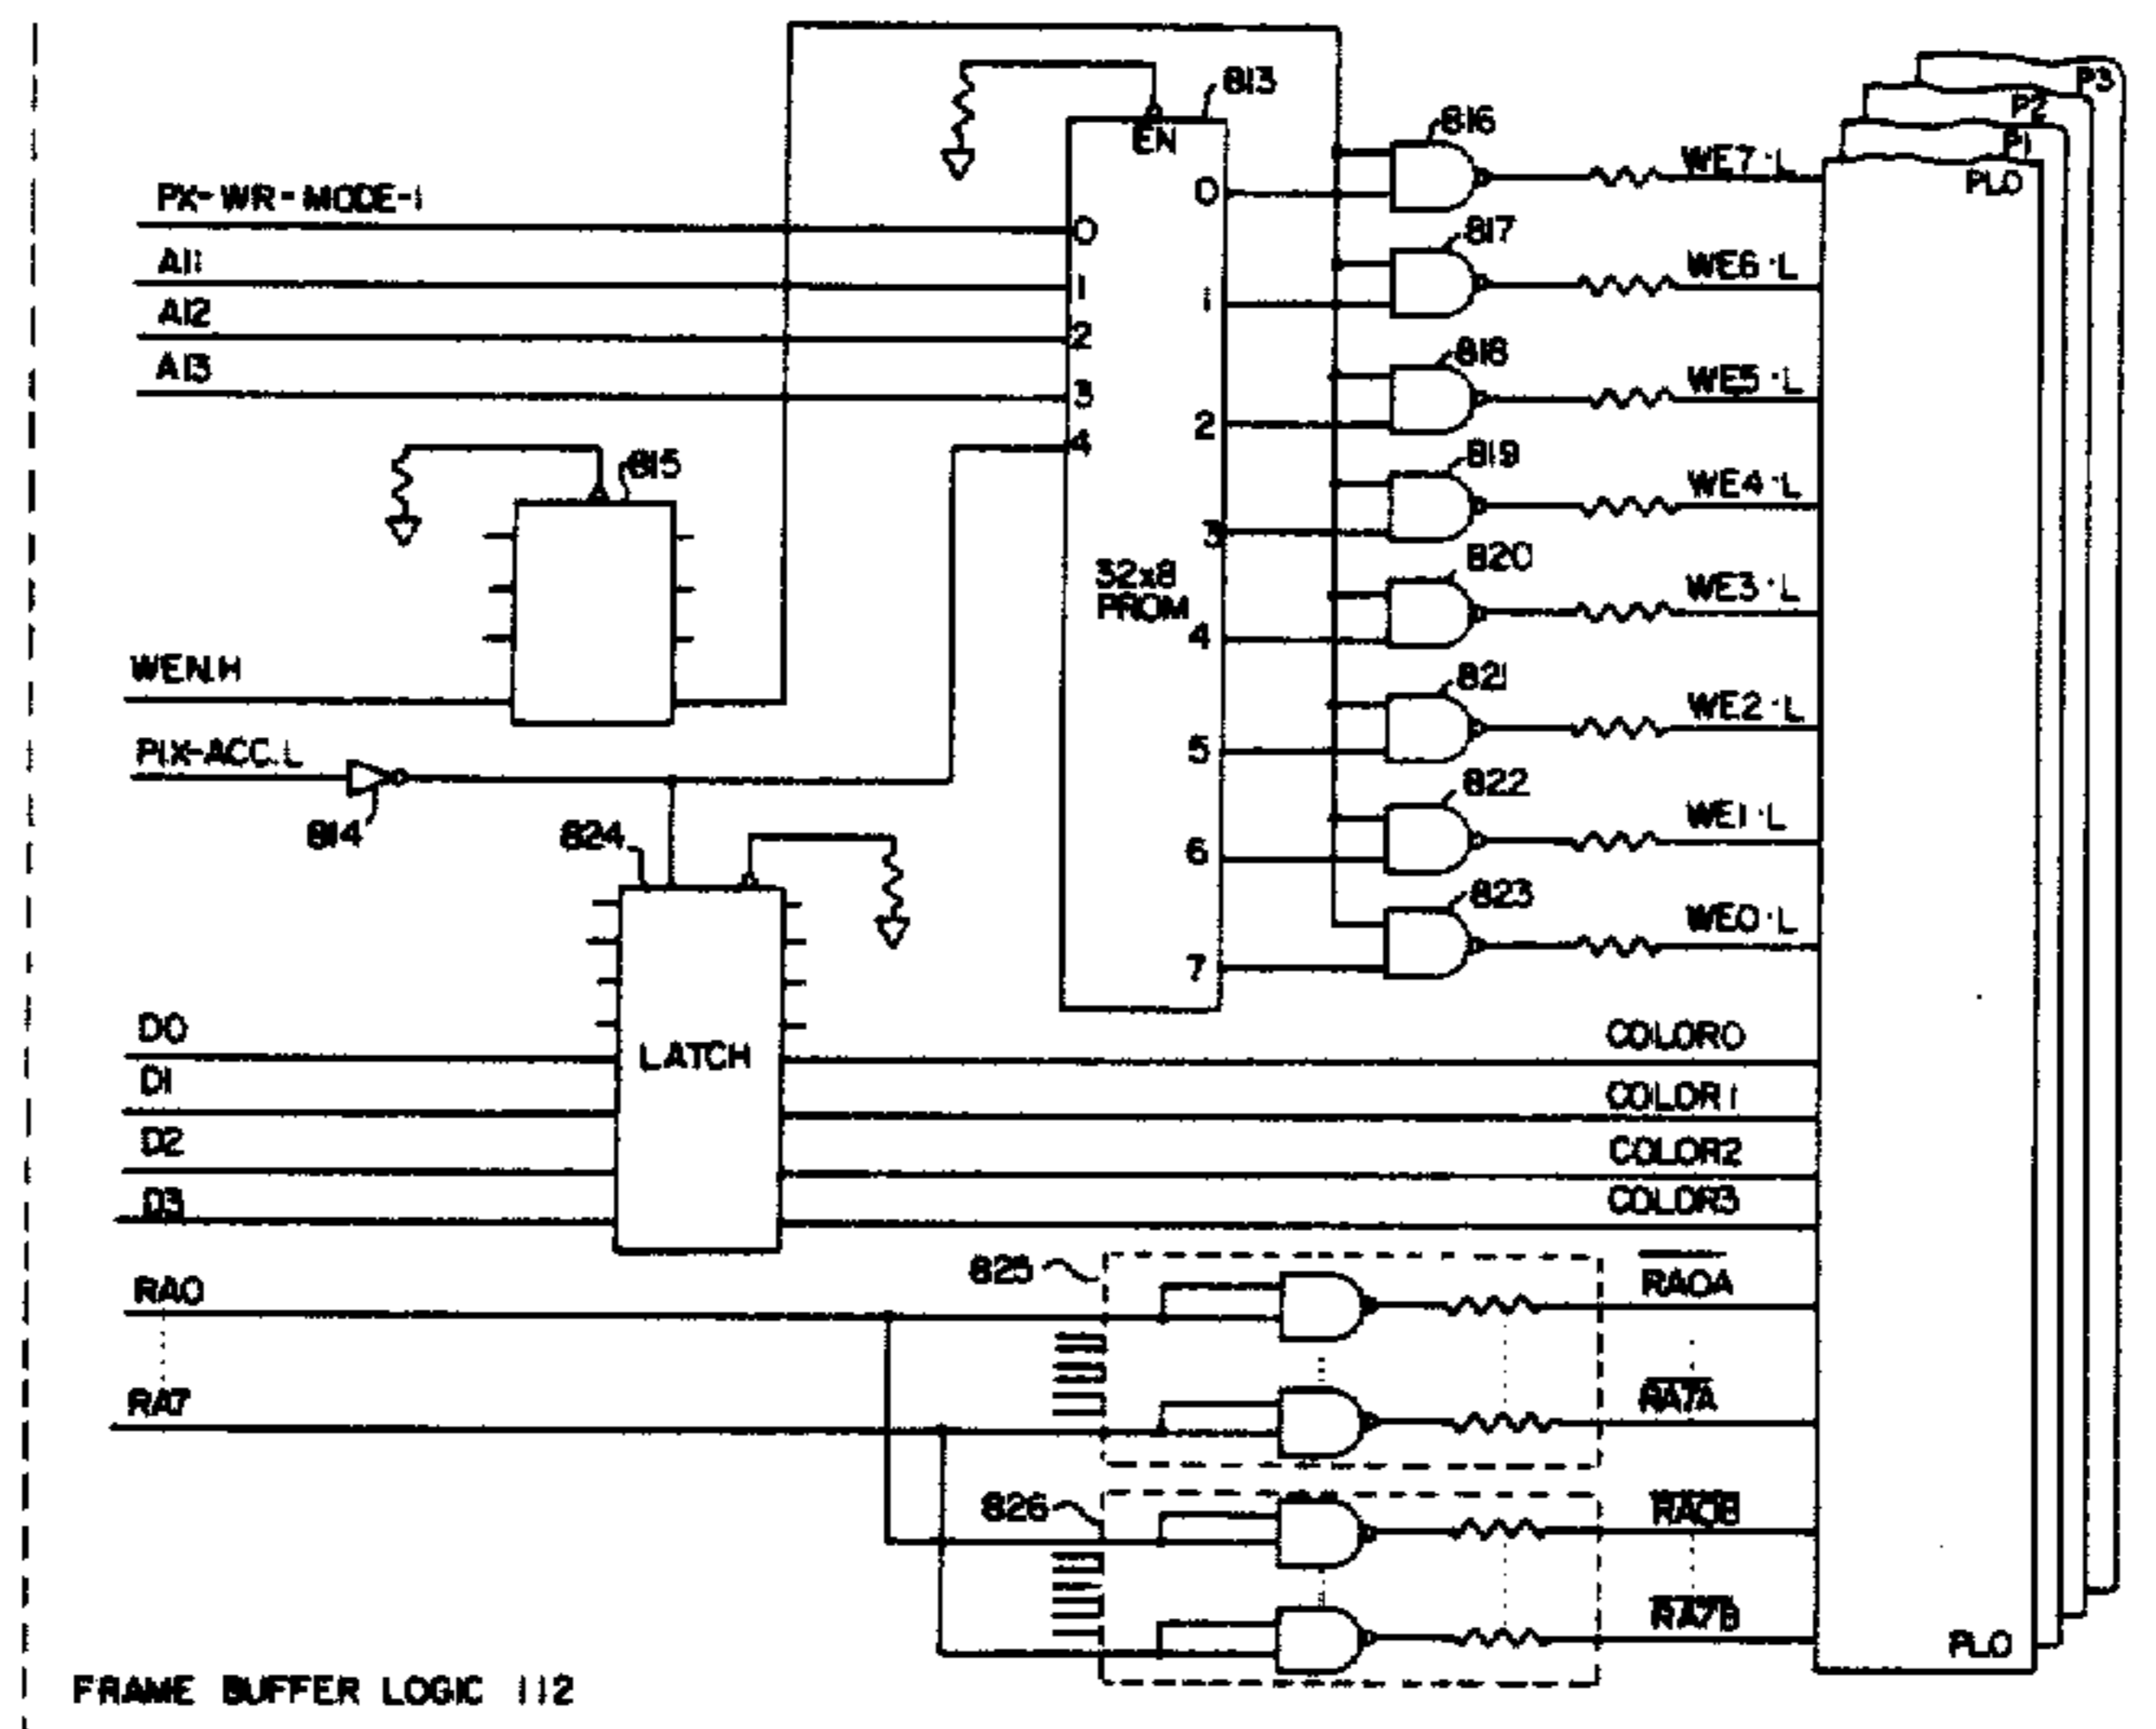 P3
P2
P1
PL0
813
EN
816
WE7·L
PX-WR-MODE-1
0
0
817
WE6·L
A11
1
1
A12
2
818
WE5·L
A13
3
2
4
815
819
WE4·L
3
32x8
PROM
820
WE3·L
4
WEN.H
821
WE2·L
5
PIX-ACC.L
814
824
822
WE1·L
6
823
WE0·L
7
D0
LATCH
COLOR0
D1
COLOR1
D2
COLOR2
D3
COLOR3
825
RA0
RA0A
RA7
RA7A
826
RA0B
RA7B
PL0
FRAME BUFFER LOGIC 112